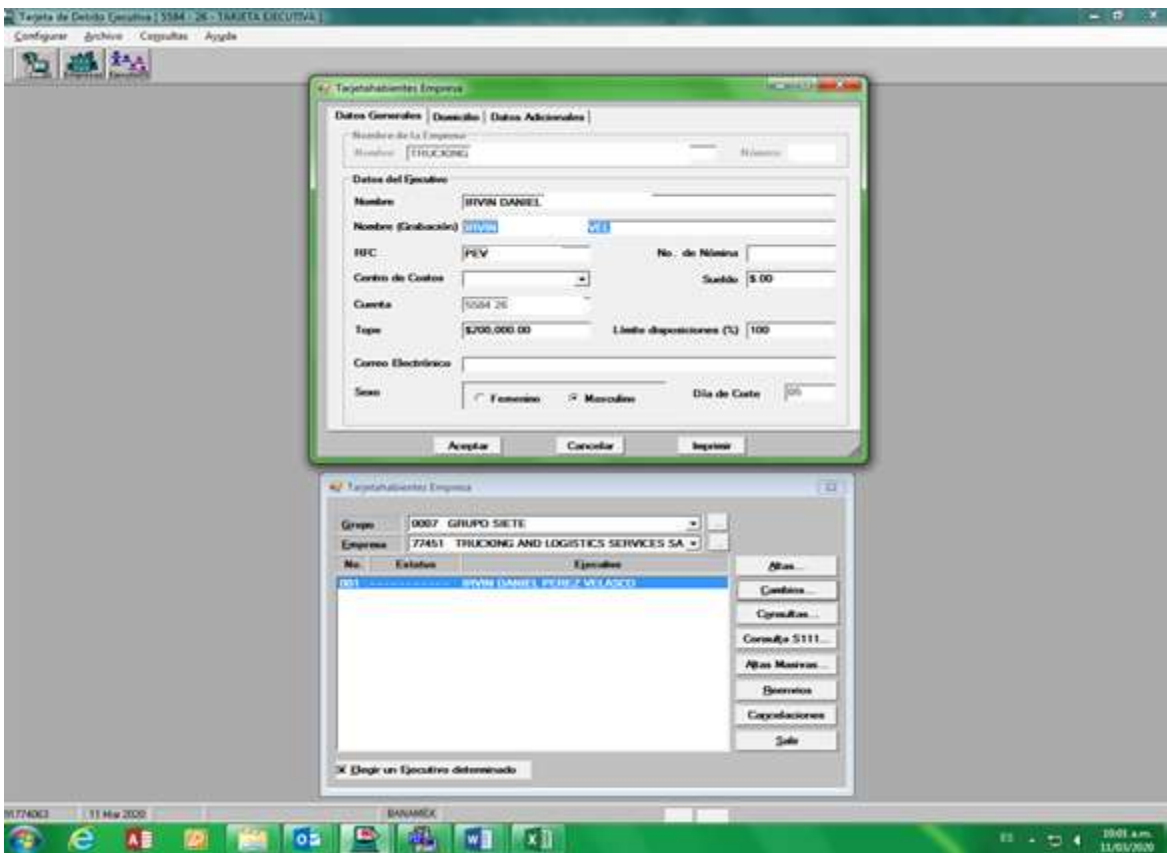 Tarjeta de Debito Ejecutiva [ 5584 - 26 - TARJETA EJECUTIVA ]
Configurar Archivo Consultas Ayuda
Tarjetahabientes Empresa
Datos Generales Domicilio Datos Adicionales
Nombre de la Empresa
Nombre TRUCKING Número
Datos del Ejecutivo
Nombre IRVIN DANIEL
Nombre (Grabación) IRVIN VEL
RFC PEV No. de Nómina
Centro de Costos Sueldo $.00
Cuenta 5584 26
Tope $200,000.00 Límite disposiciones (%) 100
Correo Electrónico
Sexo Femenino Masculino Día de Corte 05
Aceptar Cancelar Imprimir
Tarjetahabientes Empresa
Grupo 0007 GRUPO SIETE ...
Empresa 77451 TRUCKING AND LOGISTICS SERVICES SA ...
No. Estatus Ejecutivo
001 - - - - - - - - - - - - IRVIN DANIEL PEREZ VELASCO
Altas...
Cambios...
Consultas...
Consulta S111...
Altas Masivas...
Reenvios
Cancelaciones
Salir
Elegir un Ejecutivo determinado
91774063 11 Mar 2020 BANAMEX
ES 10:01 a.m.
11/03/2020